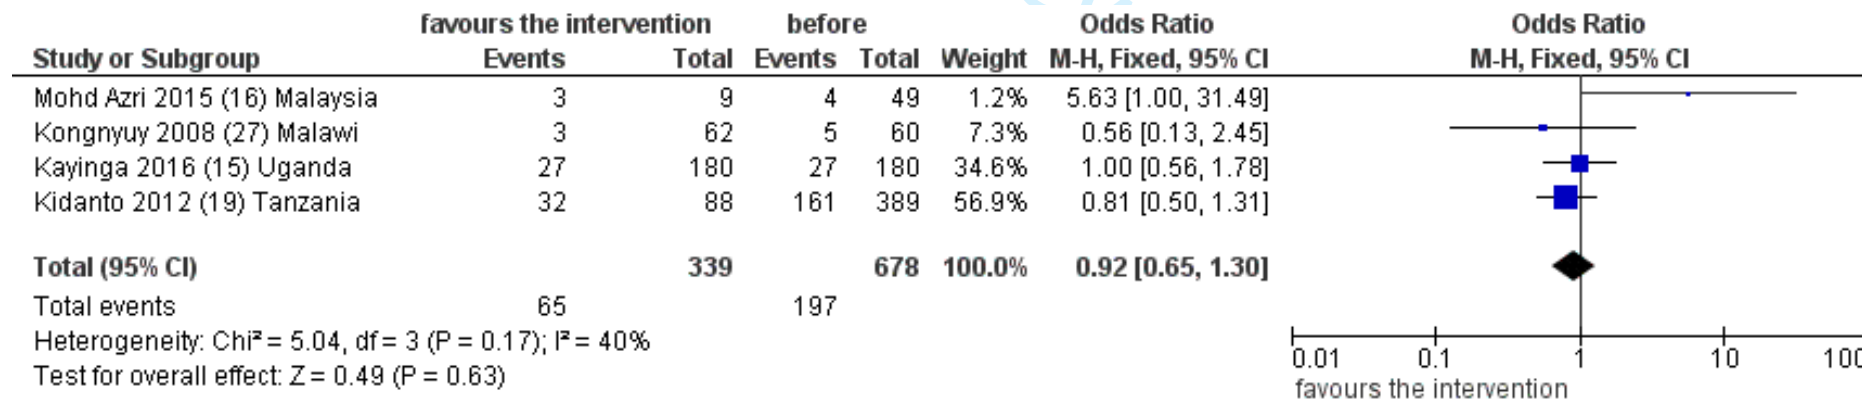 favours the intervention before Odds Ratio Odds Ratio
Study or Subgroup Events Total Events Total Weight M-H, Fixed, 95% CI M-H, Fixed, 95% CI
Mohd Azri 2015 (16) Malaysia 3 9 4 49 1.2% 5.63 [1.00, 31.49]
Kongnyuy 2008 (27) Malawi 3 62 5 60 7.3% 0.56 [0.13, 2.45]
Kayinga 2016 (15) Uganda 27 180 27 180 34.6% 1.00 [0.56, 1.78]
Kidanto 2012 (19) Tanzania 32 88 161 389 56.9% 0.81 [0.50, 1.31]
Total (95% CI) 339 678 100.0% 0.92 [0.65, 1.30]
Total events 65 197
Heterogeneity: Chi² = 5.04, df = 3 (P = 0.17); I² = 40%
Test for overall effect: Z = 0.49 (P = 0.63)
0.01 0.1 1 10 100
favours the intervention